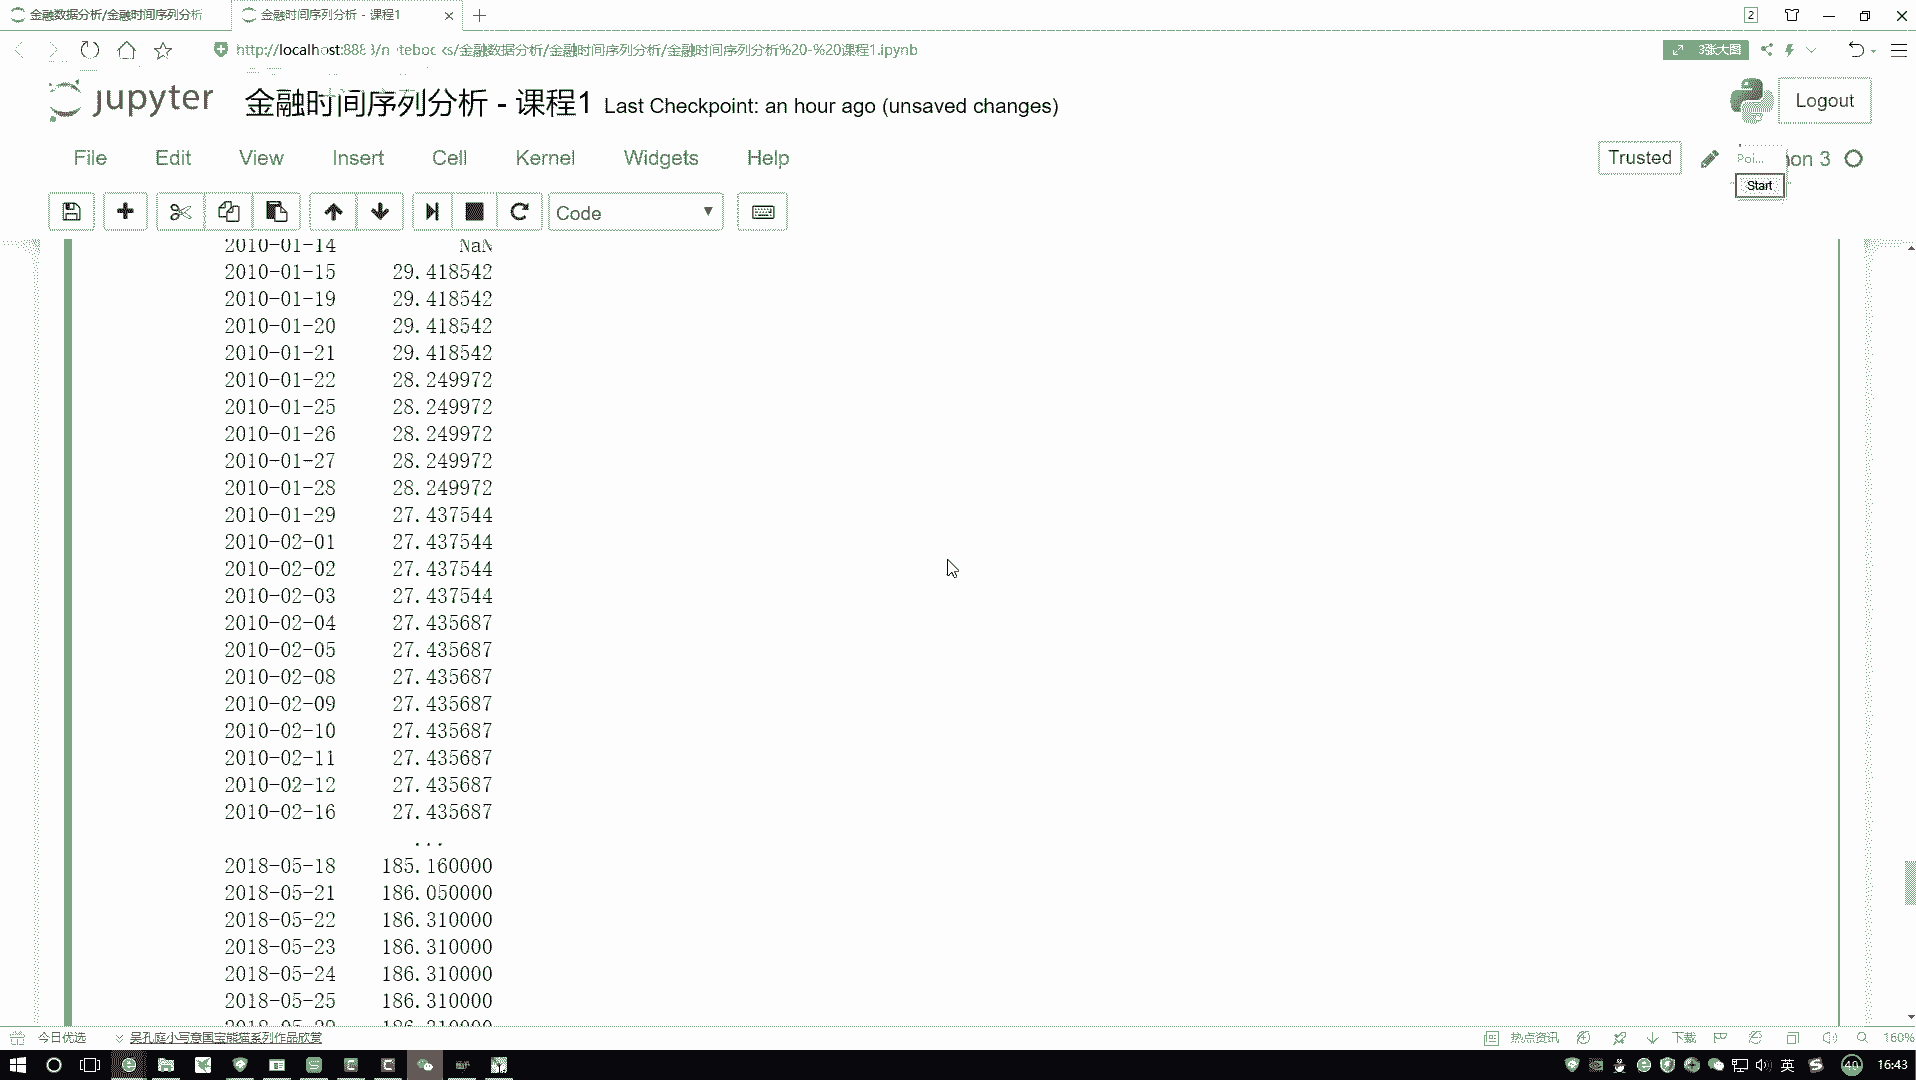 金融数据分析/金融时间序列分析
金融时间序列分析 - 课程1
2
金融数据分析/金融时间序列分析/金融时间序列分析%20-%20课程1.ipynb
3张大图
jupyter 金融时间序列分析 - 课程1 Last Checkpoint: an hour ago (unsaved changes)
Logout
File Edit View Insert Cell Kernel Widgets Help
Trusted
Poi...
on 3
Start
Code
2010-01-14 NaN
2010-01-15 29.418542
2010-01-19 29.418542
2010-01-20 29.418542
2010-01-21 29.418542
2010-01-22 28.249972
2010-01-25 28.249972
2010-01-26 28.249972
2010-01-27 28.249972
2010-01-28 28.249972
2010-01-29 27.437544
2010-02-01 27.437544
2010-02-02 27.437544
2010-02-03 27.437544
2010-02-04 27.435687
2010-02-05 27.435687
2010-02-08 27.435687
2010-02-09 27.435687
2010-02-10 27.435687
2010-02-11 27.435687
2010-02-12 27.435687
2010-02-16 27.435687
...
2018-05-18 185.160000
2018-05-21 186.050000
2018-05-22 186.310000
2018-05-23 186.310000
2018-05-24 186.310000
2018-05-25 186.310000
今日优选
吴孔庭小写意国宝熊猫系列作品欣赏
热点资讯
下载
160%
英
40
16:43